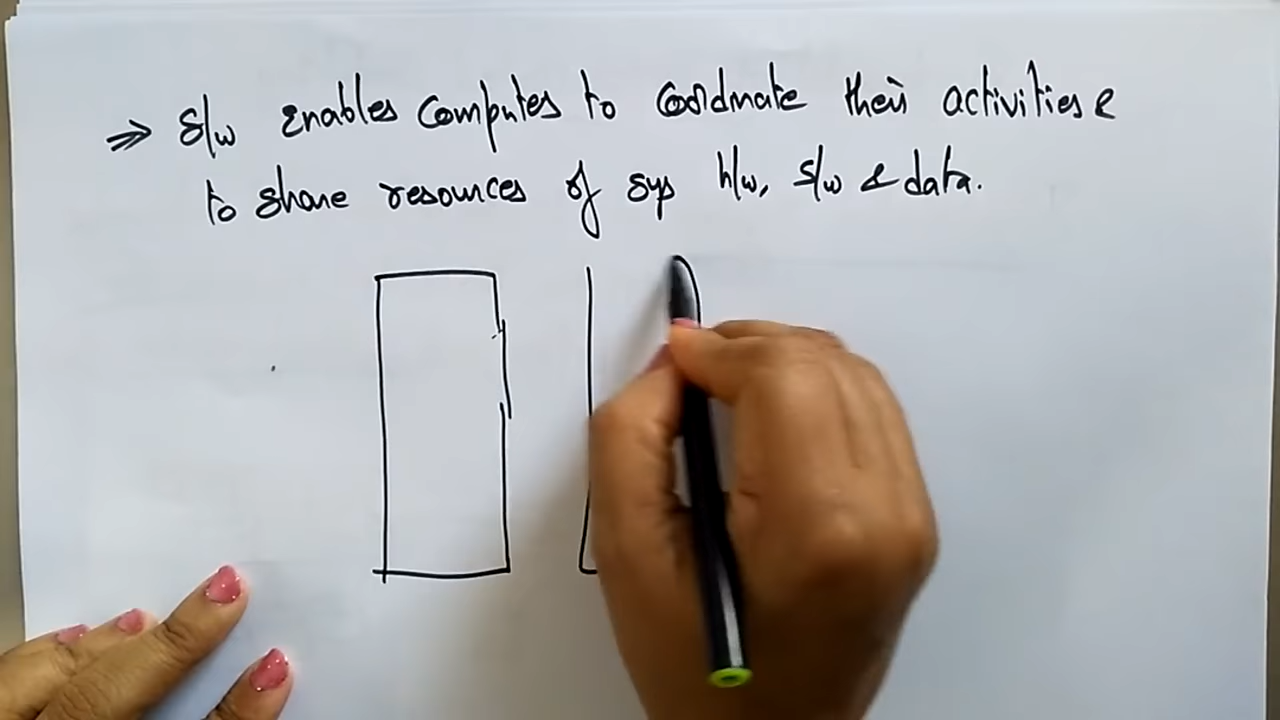 ⇒ S/w Enables Computes to Coordinate their activities &
to share resources of sys h/w, s/w & data.